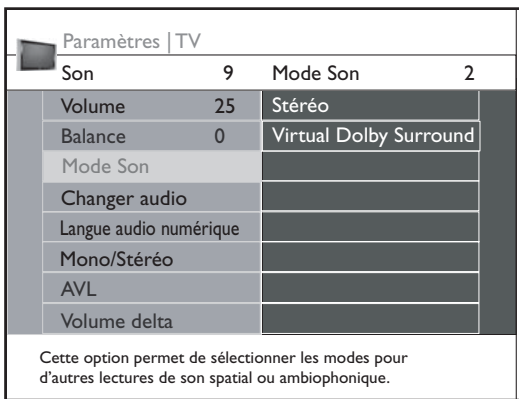 Paramètres | TV
Son 9 Mode Son 2
Volume 25 Stéréo
Balance 0 Virtual Dolby Surround
Mode Son
Changer audio
Langue audio numérique
Mono/Stéréo
AVL
Volume delta
Cette option permet de sélectionner les modes pour
d'autres lectures de son spatial ou ambiophonique.